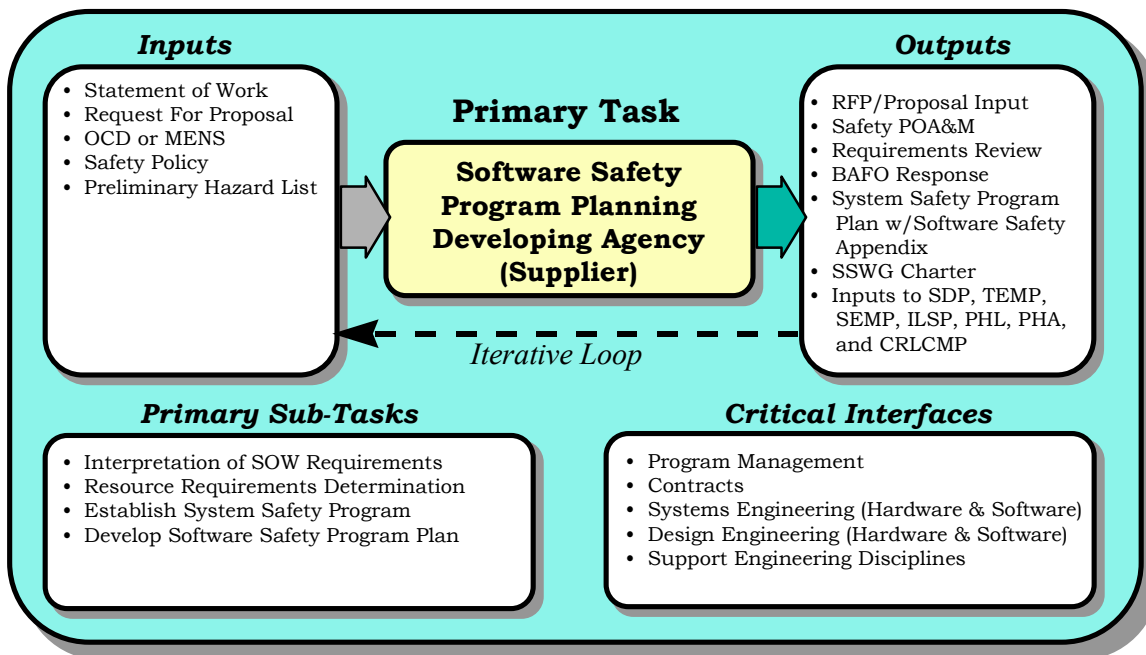 Inputs
• Statement of Work
• Request For Proposal
• OCD or MENS
• Safety Policy
• Preliminary Hazard List
Primary Task
Software Safety
Program Planning
Developing Agency
(Supplier)
Outputs
• RFP/Proposal Input
• Safety POA&M
• Requirements Review
• BAFO Response
• System Safety Program
Plan w/Software Safety
Appendix
• SSWG Charter
• Inputs to SDP, TEMP,
SEMP, ILSP, PHL, PHA,
and CRLCMP
Iterative Loop
Primary Sub-Tasks
• Interpretation of SOW Requirements
• Resource Requirements Determination
• Establish System Safety Program
• Develop Software Safety Program Plan
Critical Interfaces
• Program Management
• Contracts
• Systems Engineering (Hardware & Software)
• Design Engineering (Hardware & Software)
• Support Engineering Disciplines